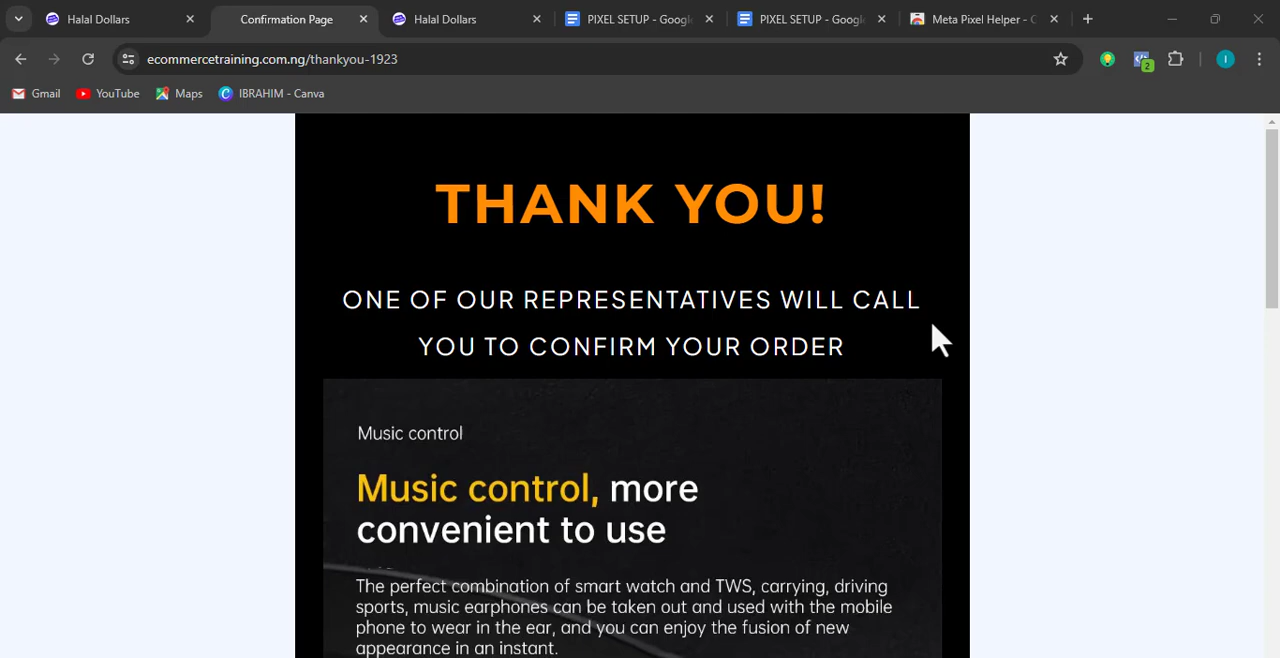 Halal Dollars
Confirmation Page
Halal Dollars
PIXEL SETUP - Google
PIXEL SETUP - Google
Meta Pixel Helper - C
ecommercetraining.com.ng/thankyou-1923
2
I
Gmail
YouTube
Maps
IBRAHIM - Canva
THANK YOU!
ONE OF OUR REPRESENTATIVES WILL CALL
YOU TO CONFIRM YOUR ORDER
Music control
Music control, more
convenient to use
The perfect combination of smart watch and TWS, carrying, driving
sports, music earphones can be taken out and used with the mobile
phone to wear in the ear, and you can enjoy the fusion of new
appearance in an instant.